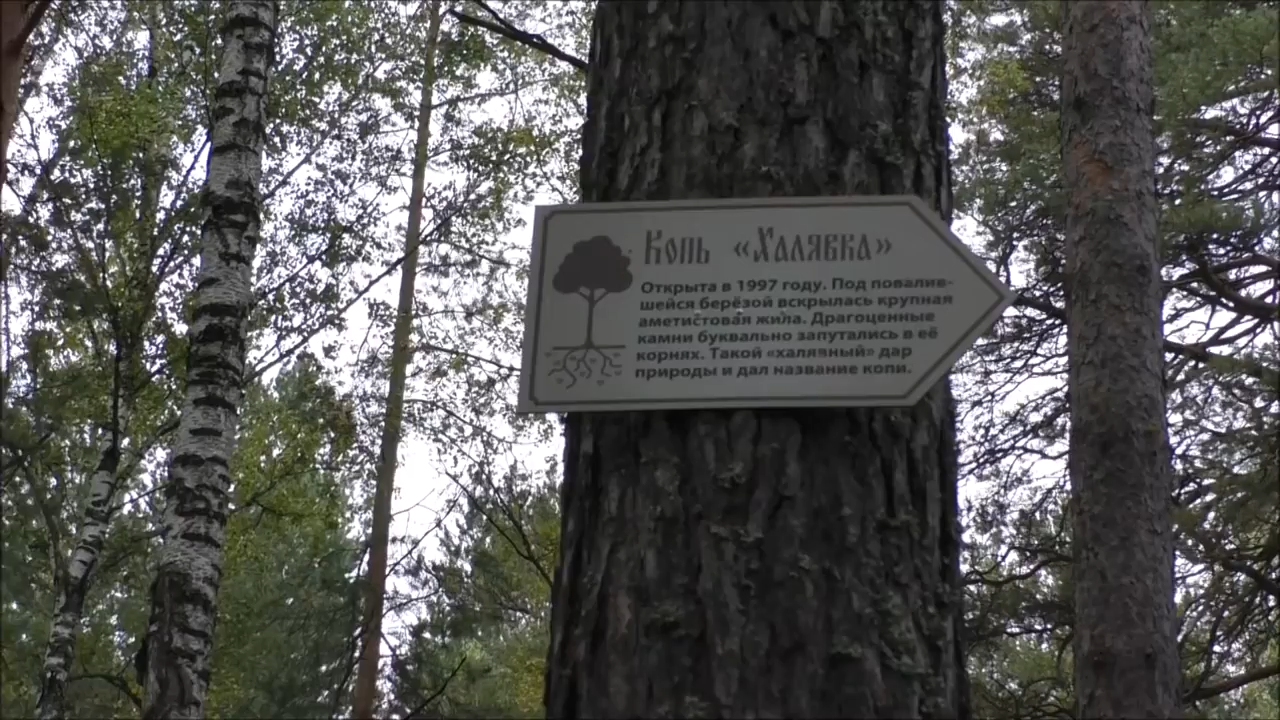 Копь «Халявка»
Открыта в 1997 году. Под повалив-
шейся берёзой вскрылась крупная
аметистовая жила. Драгоценные
камни буквально запутались в её
корнях. Такой «халявный» дар
природы и дал название копи.